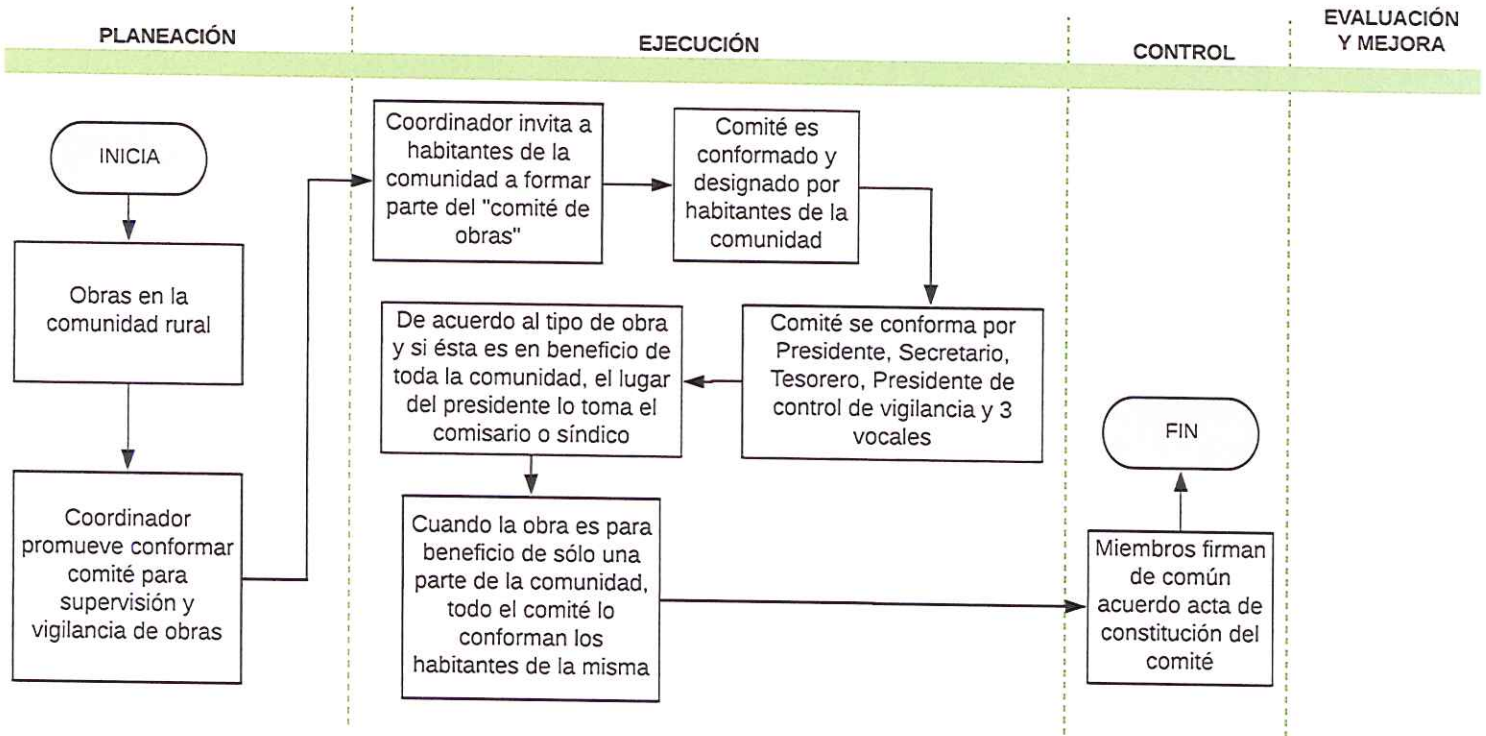 PLANEACIÓN
EJECUCIÓN
CONTROL
EVALUACIÓN
Y MEJORA
INICIA
Obras en la
comunidad rural
Coordinador
promueve conformar
comité para
supervisión y
vigilancia de obras
Coordinador invita a
habitantes de la
comunidad a formar
parte del "comité de
obras"
Comité es
conformado y
designado por
habitantes de la
comunidad
Comité se conforma por
Presidente, Secretario,
Tesorero, Presidente de
control de vigilancia y 3
vocales
De acuerdo al tipo de obra
y si ésta es en beneficio de
toda la comunidad, el lugar
del presidente lo toma el
comisario o síndico
Cuando la obra es para
beneficio de sólo una
parte de la comunidad,
todo el comité lo
conforman los
habitantes de la misma
Miembros firman
de común
acuerdo acta de
constitución del
comité
FIN